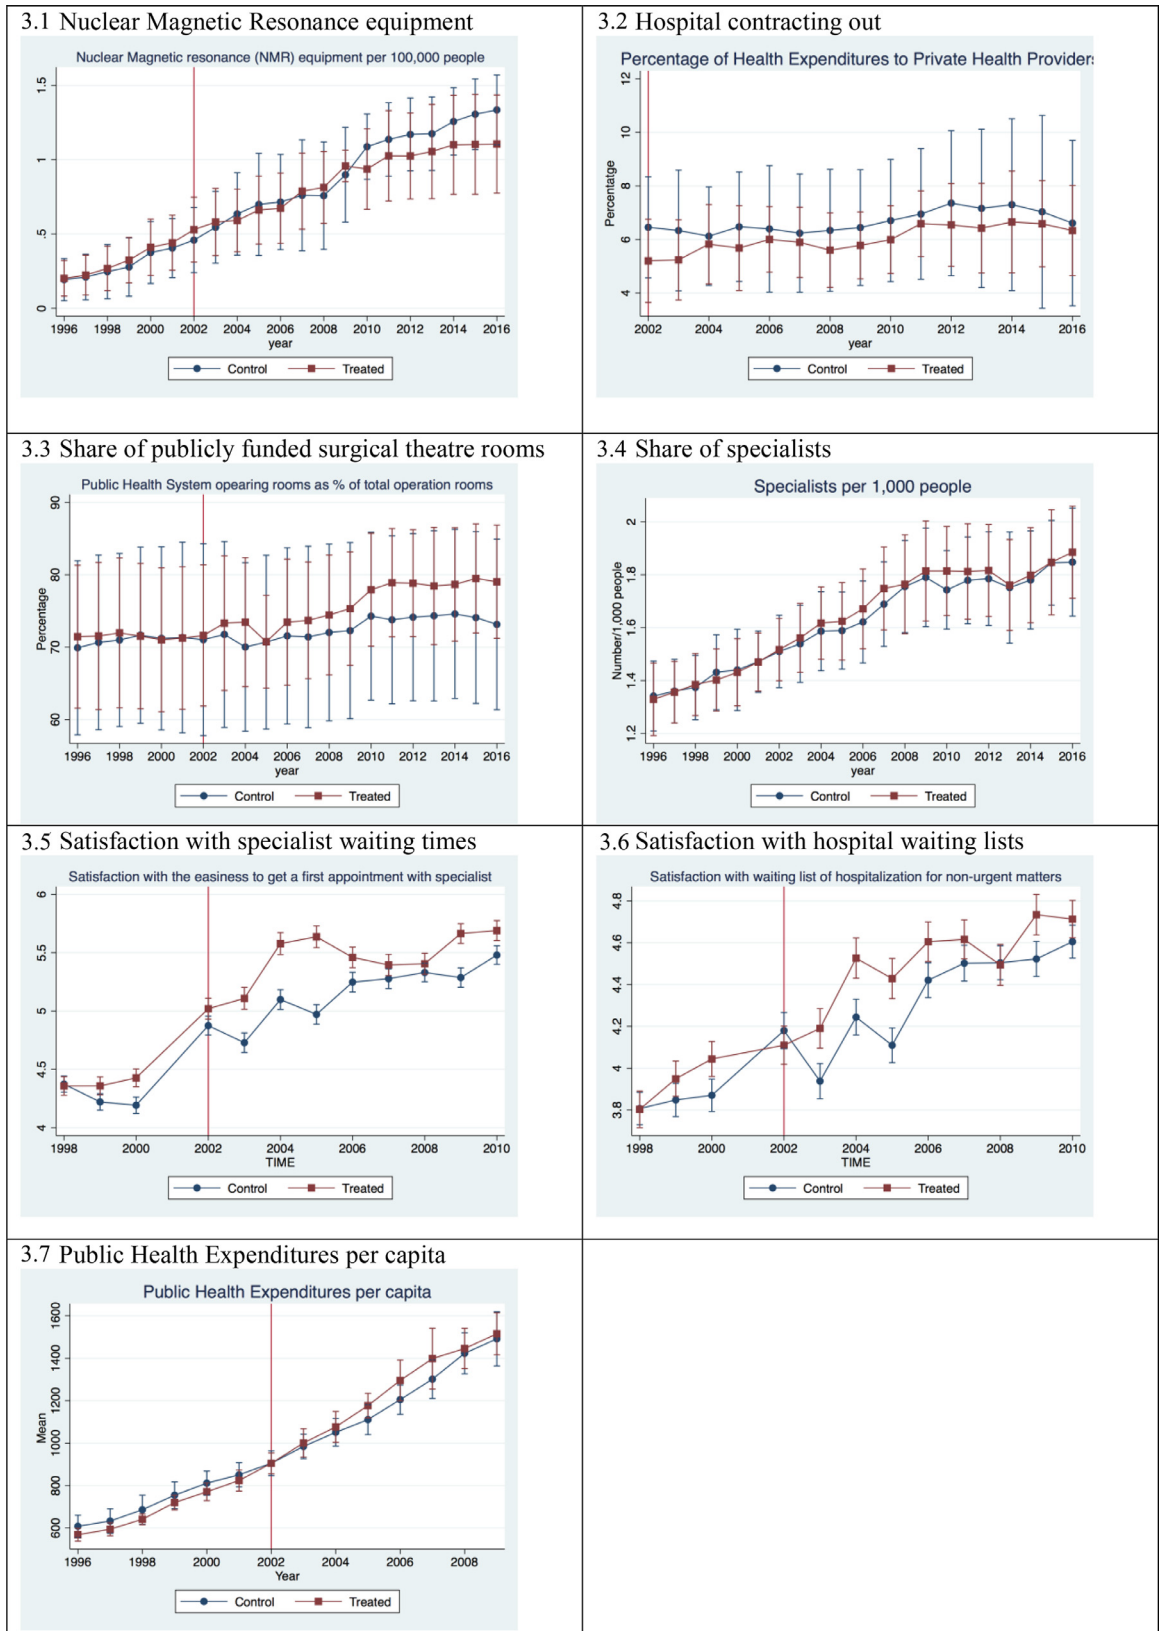 3.1 Nuclear Magnetic Resonance equipment
Nuclear Magnetic resonance (NMR) equipment per 100,000 people
1.5
1
.5
0
1996 1998 2000 2002 2004 2006 2008 2010 2012 2014 2016
year
Control Treated
3.2 Hospital contracting out
Percentage of Health Expenditures to Private Health Providers
Percentatge
12
10
8
6
4
2002 2004 2006 2008 2010 2012 2014 2016
year
Control Treated
3.3 Share of publicly funded surgical theatre rooms
Public Health System opearing rooms as % of total operation rooms
Percentage
90
80
70
60
1996 1998 2000 2002 2004 2006 2008 2010 2012 2014 2016
year
Control Treated
3.4 Share of specialists
Specialists per 1,000 people
Number/1,000 people
2
1.8
1.6
1.4
1.2
1996 1998 2000 2002 2004 2006 2008 2010 2012 2014 2016
year
Control Treated
3.5 Satisfaction with specialist waiting times
Satisfaction with the easiness to get a first appointment with specialist
6
5.5
5
4.5
4
1998 2000 2002 2004 2006 2008 2010
TIME
Control Treated
3.6 Satisfaction with hospital waiting lists
Satisfaction with waiting list of hospitalization for non-urgent matters
4.8
4.6
4.4
4.2
4
3.8
1998 2000 2002 2004 2006 2008 2010
TIME
Control Treated
3.7 Public Health Expenditures per capita
Public Health Expenditures per capita
Mean
1600
1400
1200
1000
800
600
1996 1998 2000 2002 2004 2006 2008
Year
Control Treated